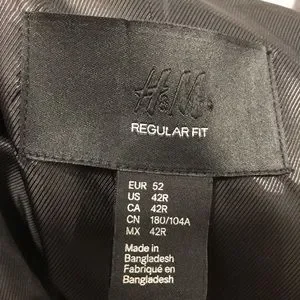 H&M
REGULAR FIT
EUR 52
US 42R
CA 42R
CN 180/104A
MX 42R
Made in
Bangladesh
Fabriqué en
Bangladesh